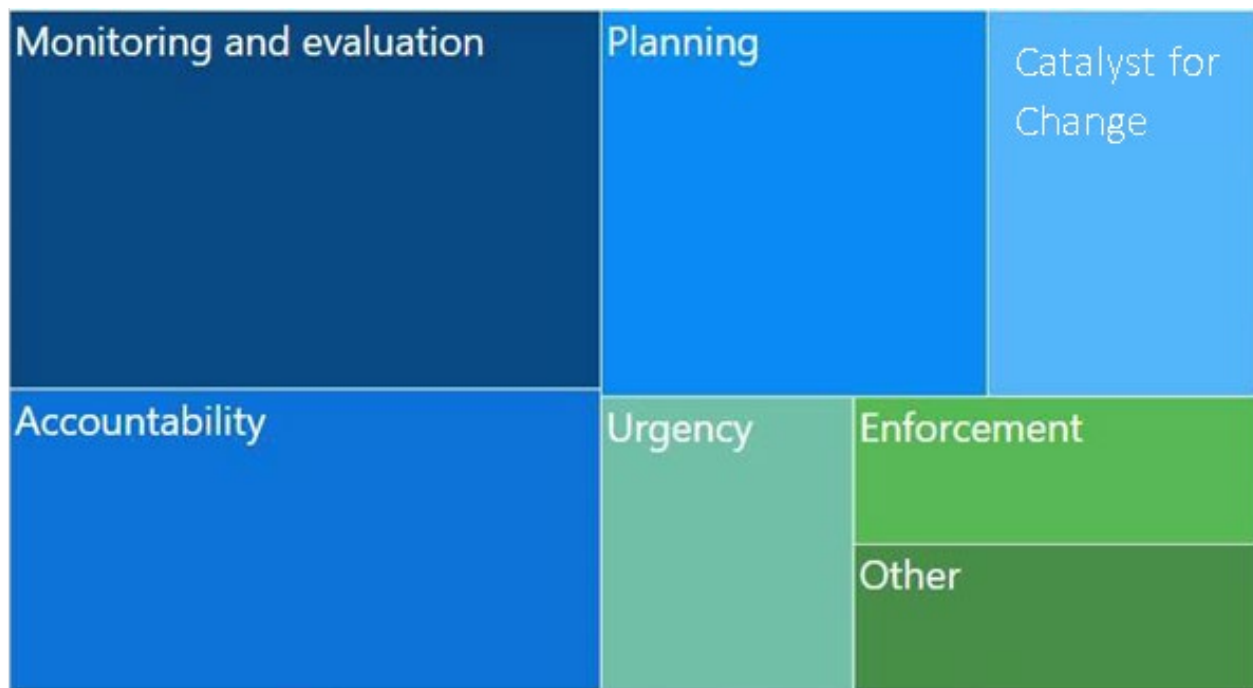 Monitoring and evaluation
Planning
Catalyst for
Change
Accountability
Urgency
Enforcement
Other